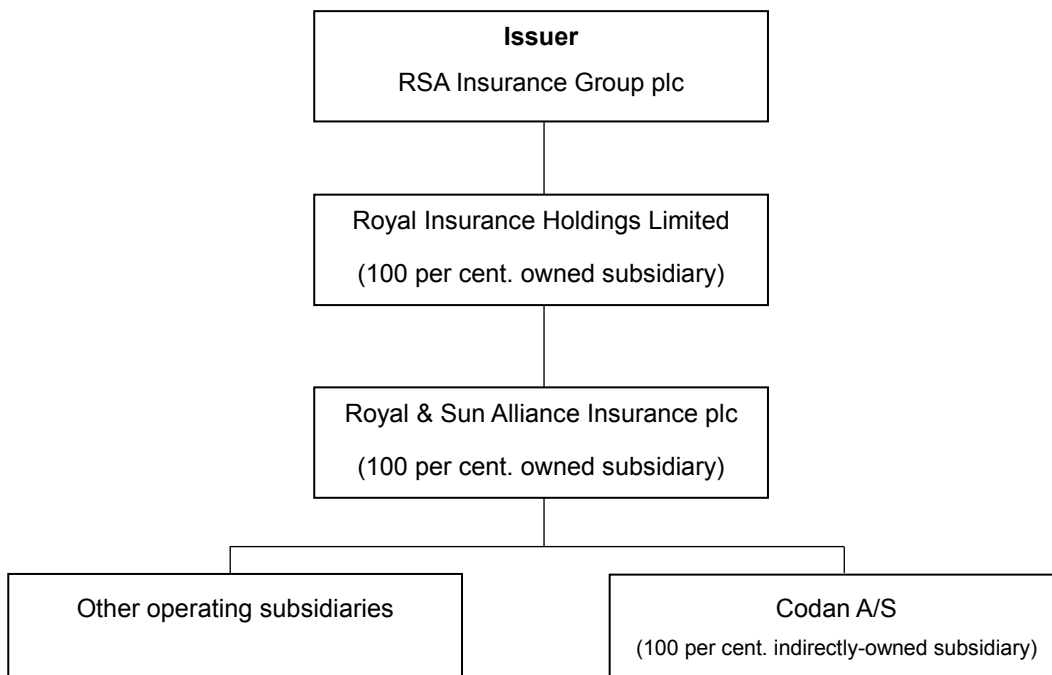 Issuer
RSA Insurance Group plc
Royal Insurance Holdings Limited
(100 per cent. owned subsidiary)
Royal & Sun Alliance Insurance plc
(100 per cent. owned subsidiary)
Other operating subsidiaries
Codan A/S
(100 per cent. indirectly-owned subsidiary)